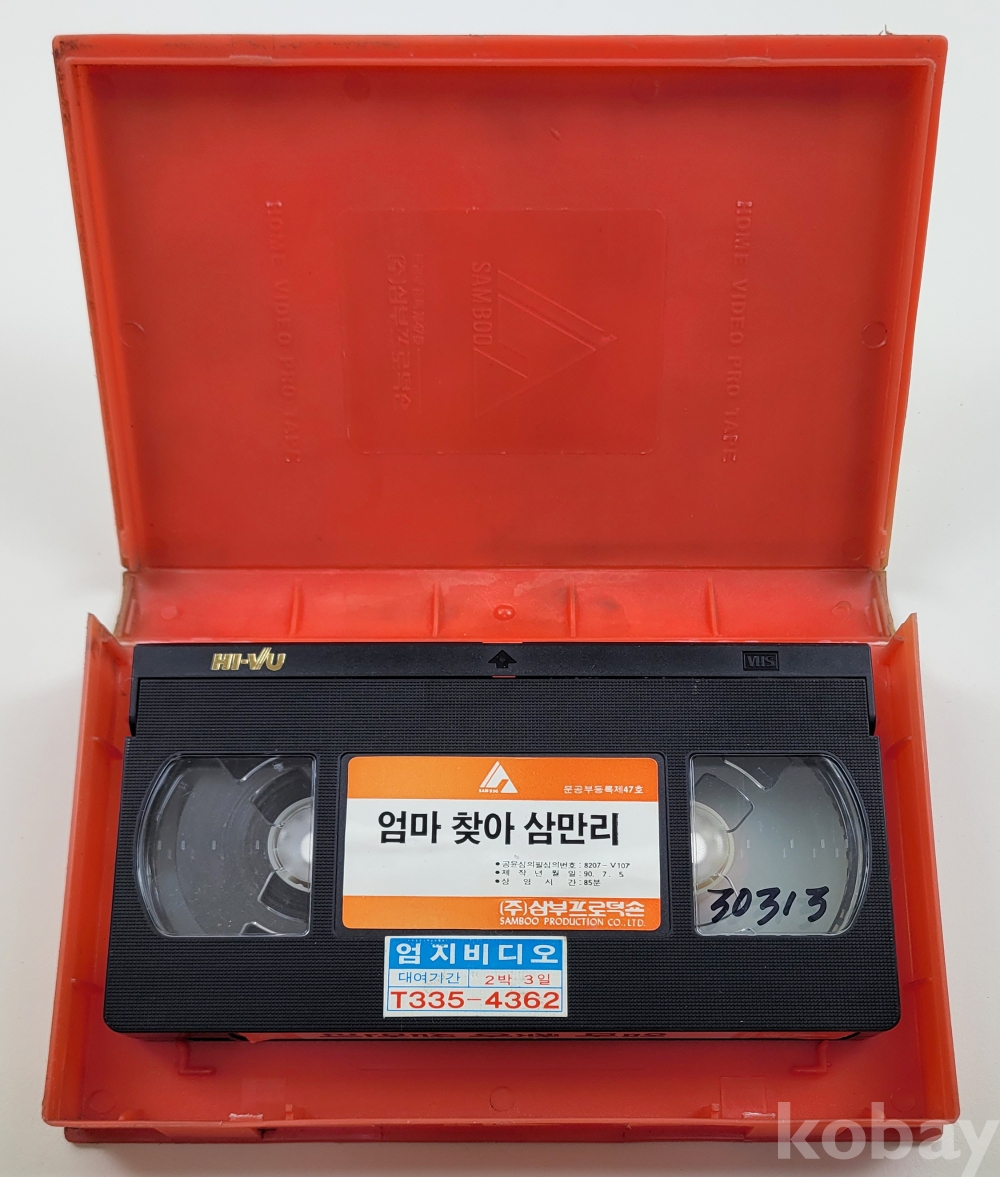 HOME VIDEO PRO TAPE
SAMBOO
HOME VIDEO PRO TAPE
HI-VU
VHS
SAMBOO
문공부등록제47호
엄마 찾아 삼만리
●공윤심의필심의번호 : 8207-V107
●제 작 년 월 일 : 90. 7. 5.
●상 영 시 간 : 85분
(주)삼부프로덕숀
SAMBOO PRODUCTION CO., LTD.
30313
엄지비디오
대여기간 2박 3일
T335-4362
kobay